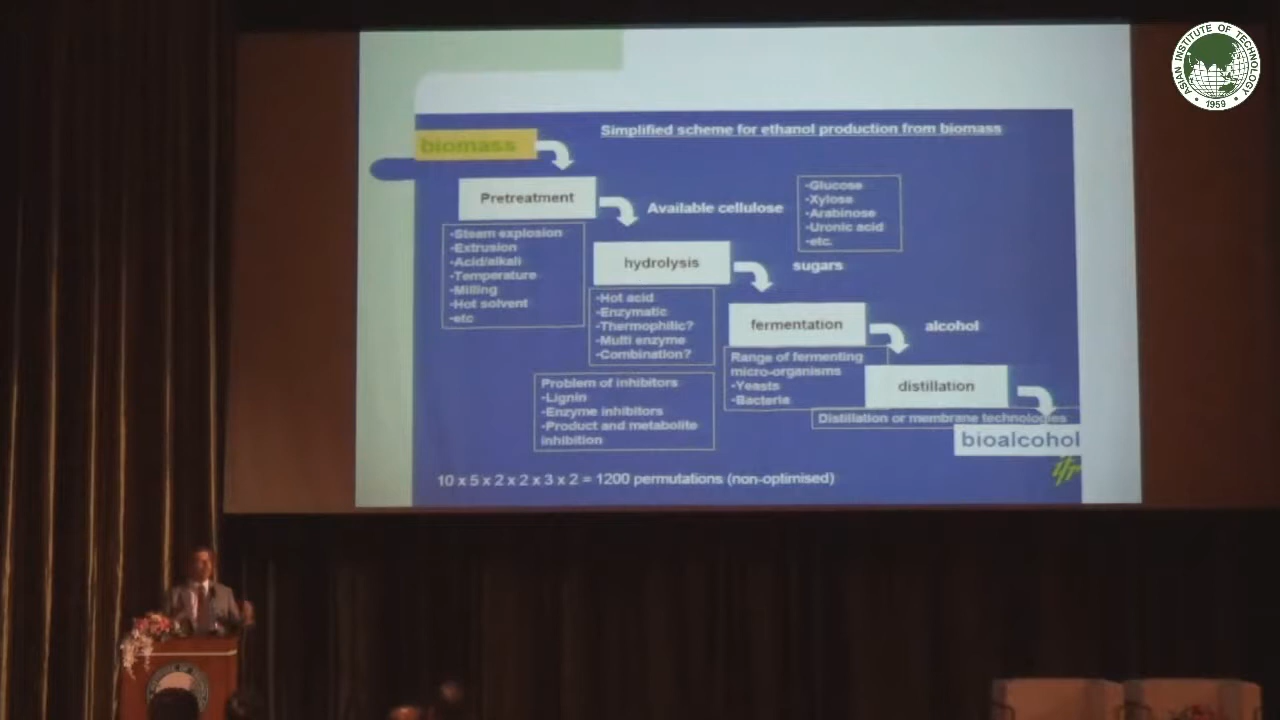 Simplified scheme for ethanol production from biomass
biomass
Pretreatment
-Steam explosion
-Extrusion
-Acid/alkali
-Temperature
-Milling
-Hot solvent
-etc
Available cellulose
-Glucose
-Xylose
-Arabinose
-Uronic acid
-etc.
hydrolysis
sugars
-Hot acid
-Enzymatic
-Thermophilic?
-Multi enzyme
-Combination?
fermentation
alcohol
Range of fermenting
micro-organisms
-Yeasts
-Bacteria
Problem of inhibitors
-Lignin
-Enzyme inhibitors
-Product and metabolite
inhibition
distillation
Distillation or membrane technologies
bioalcohol
ifr
10 x 5 x 2 x 2 x 3 x 2 = 1200 permutations (non-optimised)
ASIAN INSTITUTE OF TECHNOLOGY
1959